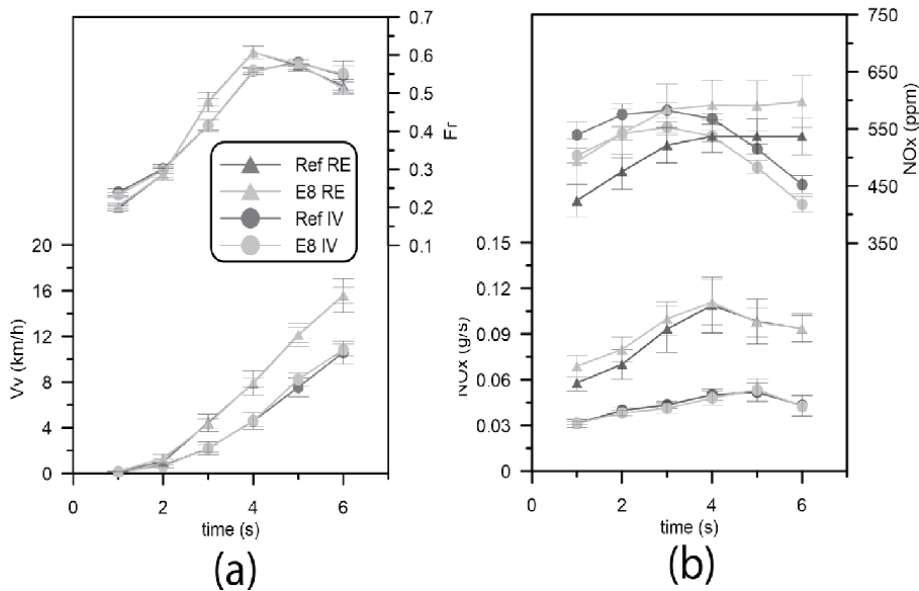 0.7
0.6
0.5
0.4
0.3
0.2
0.1
Fr
Ref RE
E8 RE
Ref IV
E8 IV
20
16
12
8
4
0
Vv (km/h)
0 2 4 6
time (s)
(a)
750
650
550
450
350
NOx
(ppm)
0.15
0.12
0.09
0.06
0.03
0
NOx (g/s)
0 2 4 6
time (s)
(b)